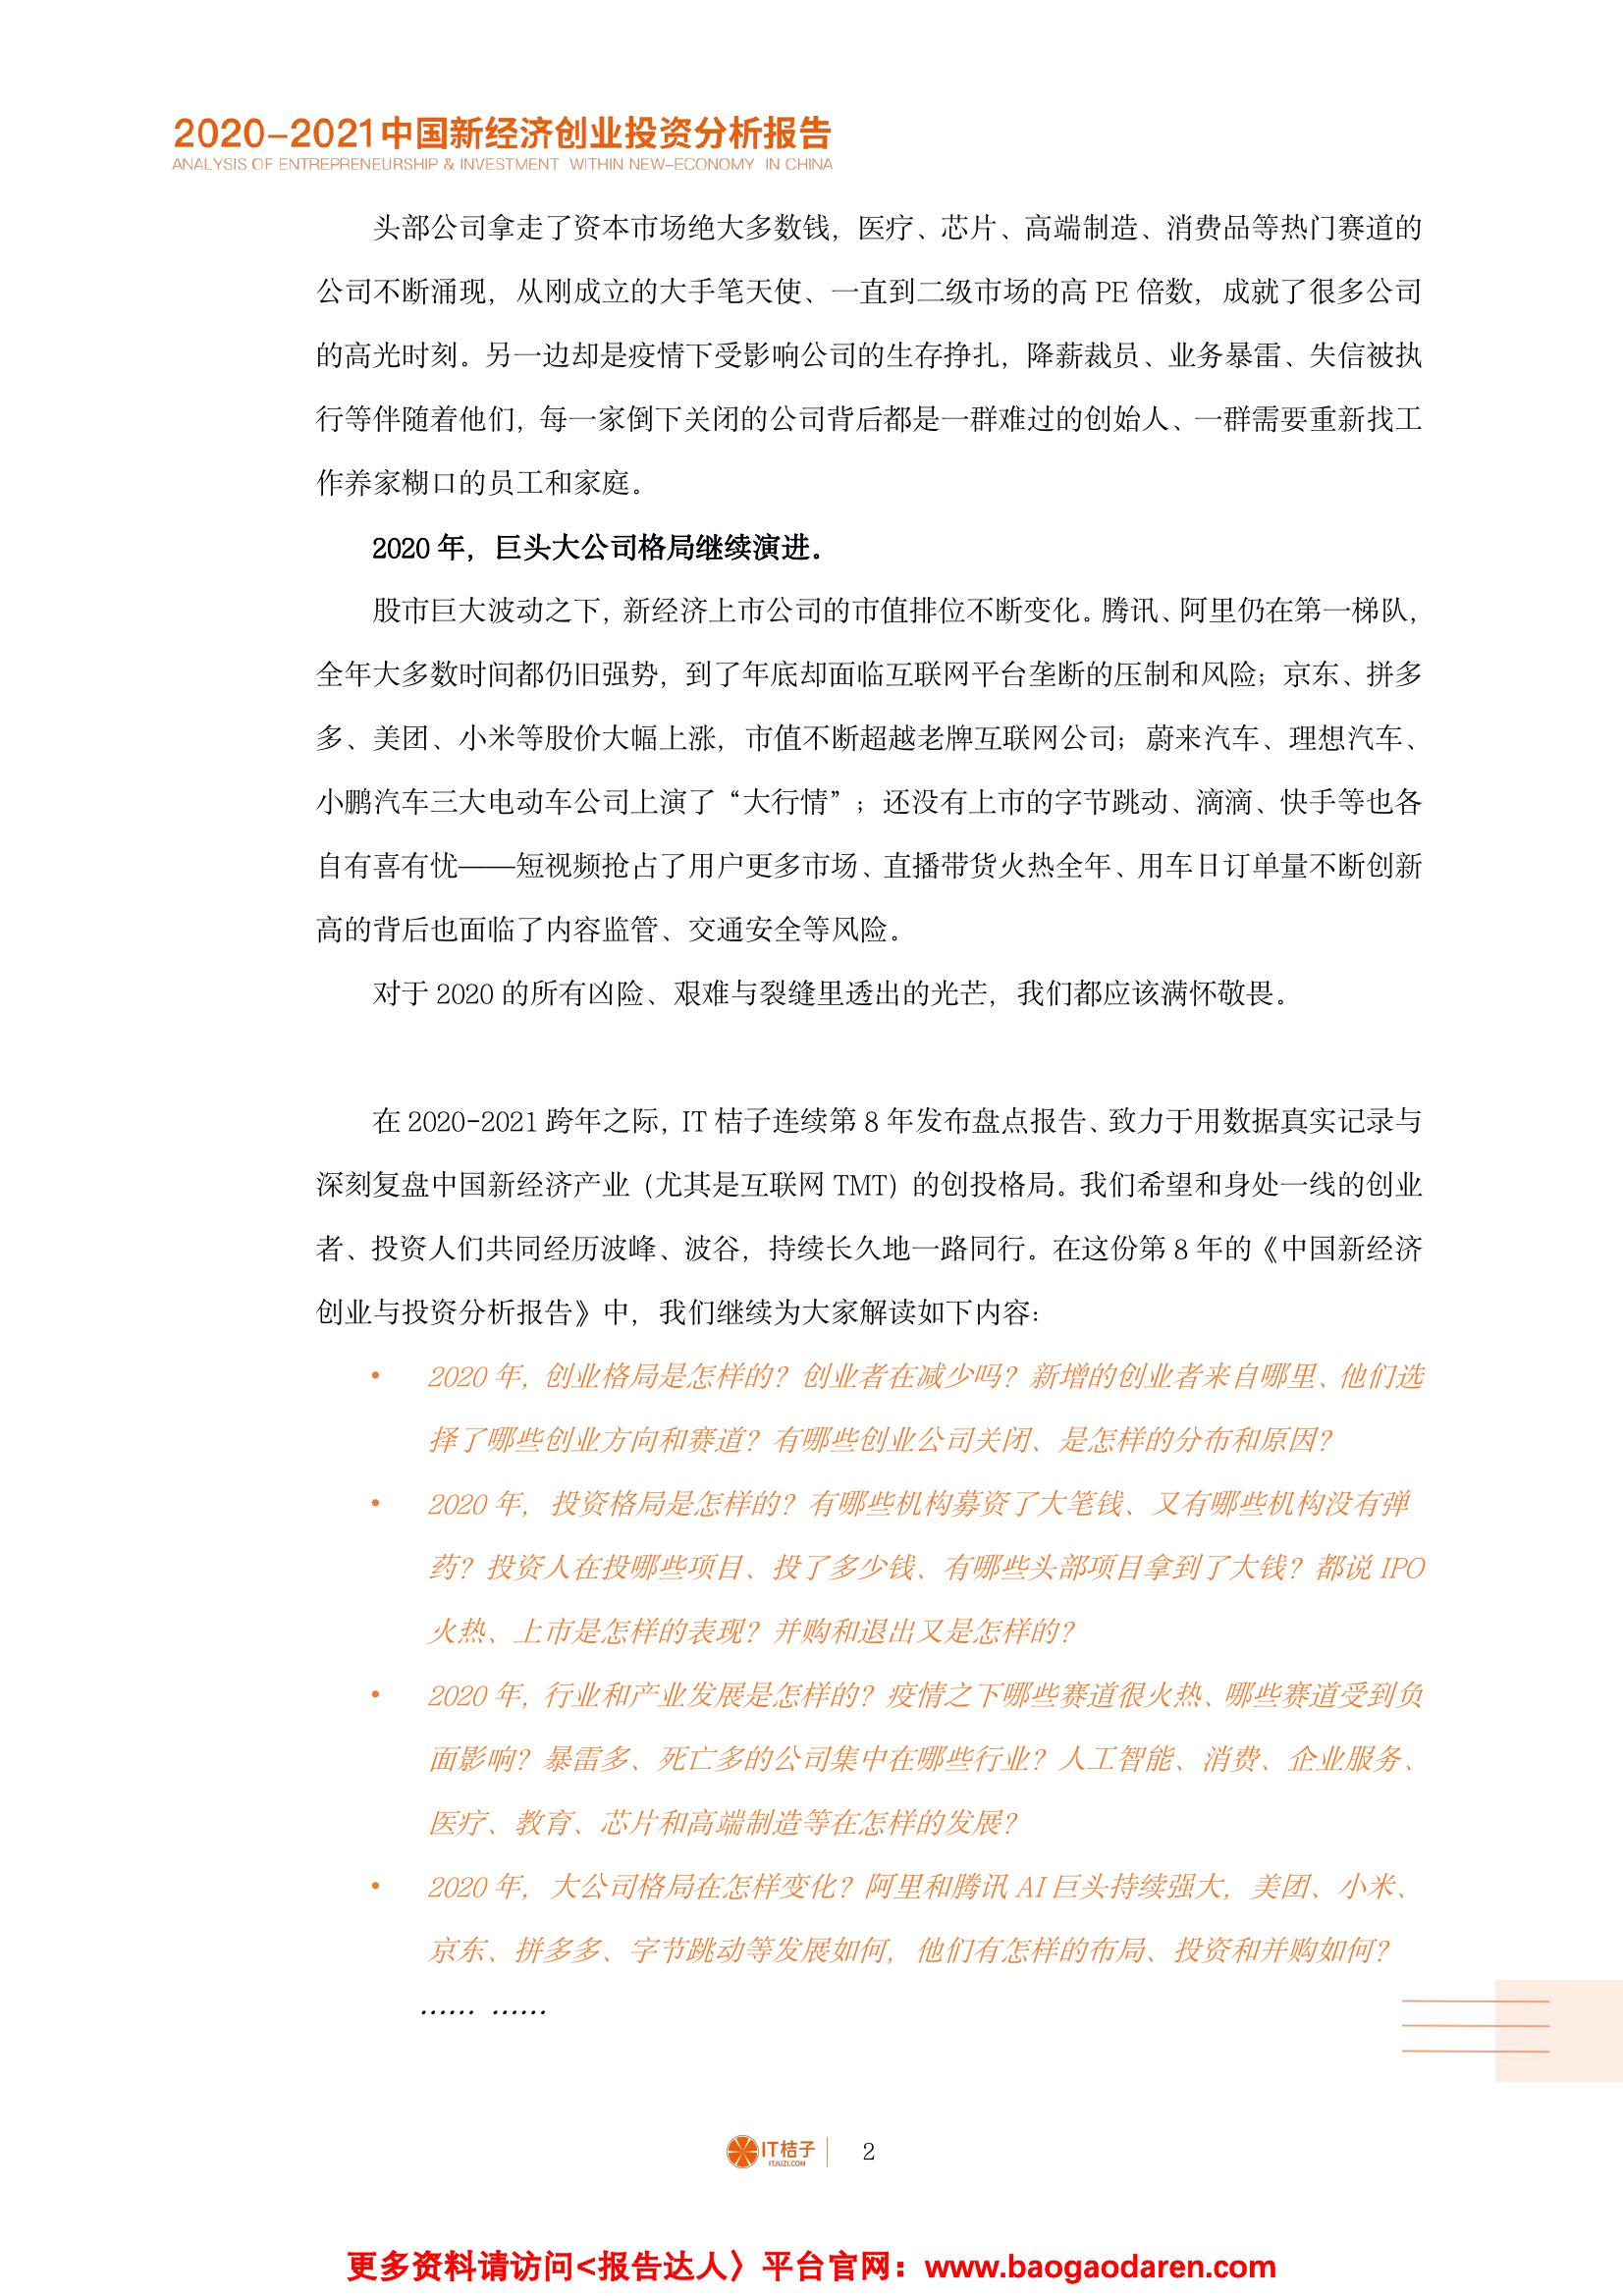 2020-2021中国新经济创业投资分析报告
ANALYSIS OF ENTREPRENEURSHIP & INVESTMENT WITHIN NEW-ECONOMY IN CHINA
头部公司拿走了资本市场绝大多数钱，医疗、芯片、高端制造、消费品等热门赛道的
公司不断涌现，从刚成立的大手笔天使、一直到二级市场的高 PE 倍数，成就了很多公司
的高光时刻。另一边却是疫情下受影响公司的生存挣扎，降薪裁员、业务暴雷、失信被执
行等伴随着他们，每一家倒下关闭的公司背后都是一群难过的创始人、一群需要重新找工
作养家糊口的员工和家庭。
2020 年，巨头大公司格局继续演进。
股市巨大波动之下，新经济上市公司的市值排位不断变化。腾讯、阿里仍在第一梯队，
全年大多数时间都仍旧强势，到了年底却面临互联网平台垄断的压制和风险；京东、拼多
多、美团、小米等股价大幅上涨，市值不断超越老牌互联网公司；蔚来汽车、理想汽车、
小鹏汽车三大电动车公司上演了“大行情”；还没有上市的字节跳动、滴滴、快手等也各
自有喜有忧——短视频抢占了用户更多市场、直播带货火热全年、用车日订单量不断创新
高的背后也面临了内容监管、交通安全等风险。
对于 2020 的所有凶险、艰难与裂缝里透出的光芒，我们都应该满怀敬畏。
在 2020-2021 跨年之际，IT 桔子连续第 8 年发布盘点报告、致力于用数据真实记录与
深刻复盘中国新经济产业（尤其是互联网 TMT）的创投格局。我们希望和身处一线的创业
者、投资人们共同经历波峰、波谷，持续长久地一路同行。在这份第 8 年的《中国新经济
创业与投资分析报告》中，我们继续为大家解读如下内容：
• 2020 年，创业格局是怎样的？创业者在减少吗？新增的创业者来自哪里、他们选
择了哪些创业方向和赛道？有哪些创业公司关闭、是怎样的分布和原因？
• 2020 年，投资格局是怎样的？有哪些机构募资了大笔钱、又有哪些机构没有弹
药？投资人在投哪些项目、投了多少钱、有哪些头部项目拿到了大钱？都说 IPO
火热、上市是怎样的表现？并购和退出又是怎样的？
• 2020 年，行业和产业发展是怎样的？疫情之下哪些赛道很火热、哪些赛道受到负
面影响？暴雷多、死亡多的公司集中在哪些行业？人工智能、消费、企业服务、
医疗、教育、芯片和高端制造等在怎样的发展？
• 2020 年，大公司格局在怎样变化？阿里和腾讯 AI 巨头持续强大，美团、小米、
京东、拼多多、字节跳动等发展如何，他们有怎样的布局、投资和并购如何？
…… ……
IT桔子
ITJUZI.COM
2
更多资料请访问<报告达人〉平台官网：www.baogaodaren.com